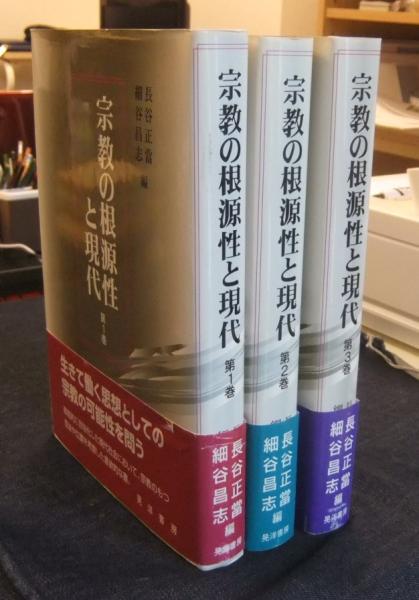 長谷正當
細谷昌志 編
宗教の根源性
と現代
第1巻
生きて働く思想としての
宗教の可能性を問う
晃洋書房
宗教の根源性と現代
第1巻
長谷正當
細谷昌志 編
晃洋書房
宗教の根源性と現代
第2巻
長谷正當
細谷昌志 編
晃洋書房
宗教の根源性と現代
第3巻
長谷正當
細谷昌志 編
晃洋書房